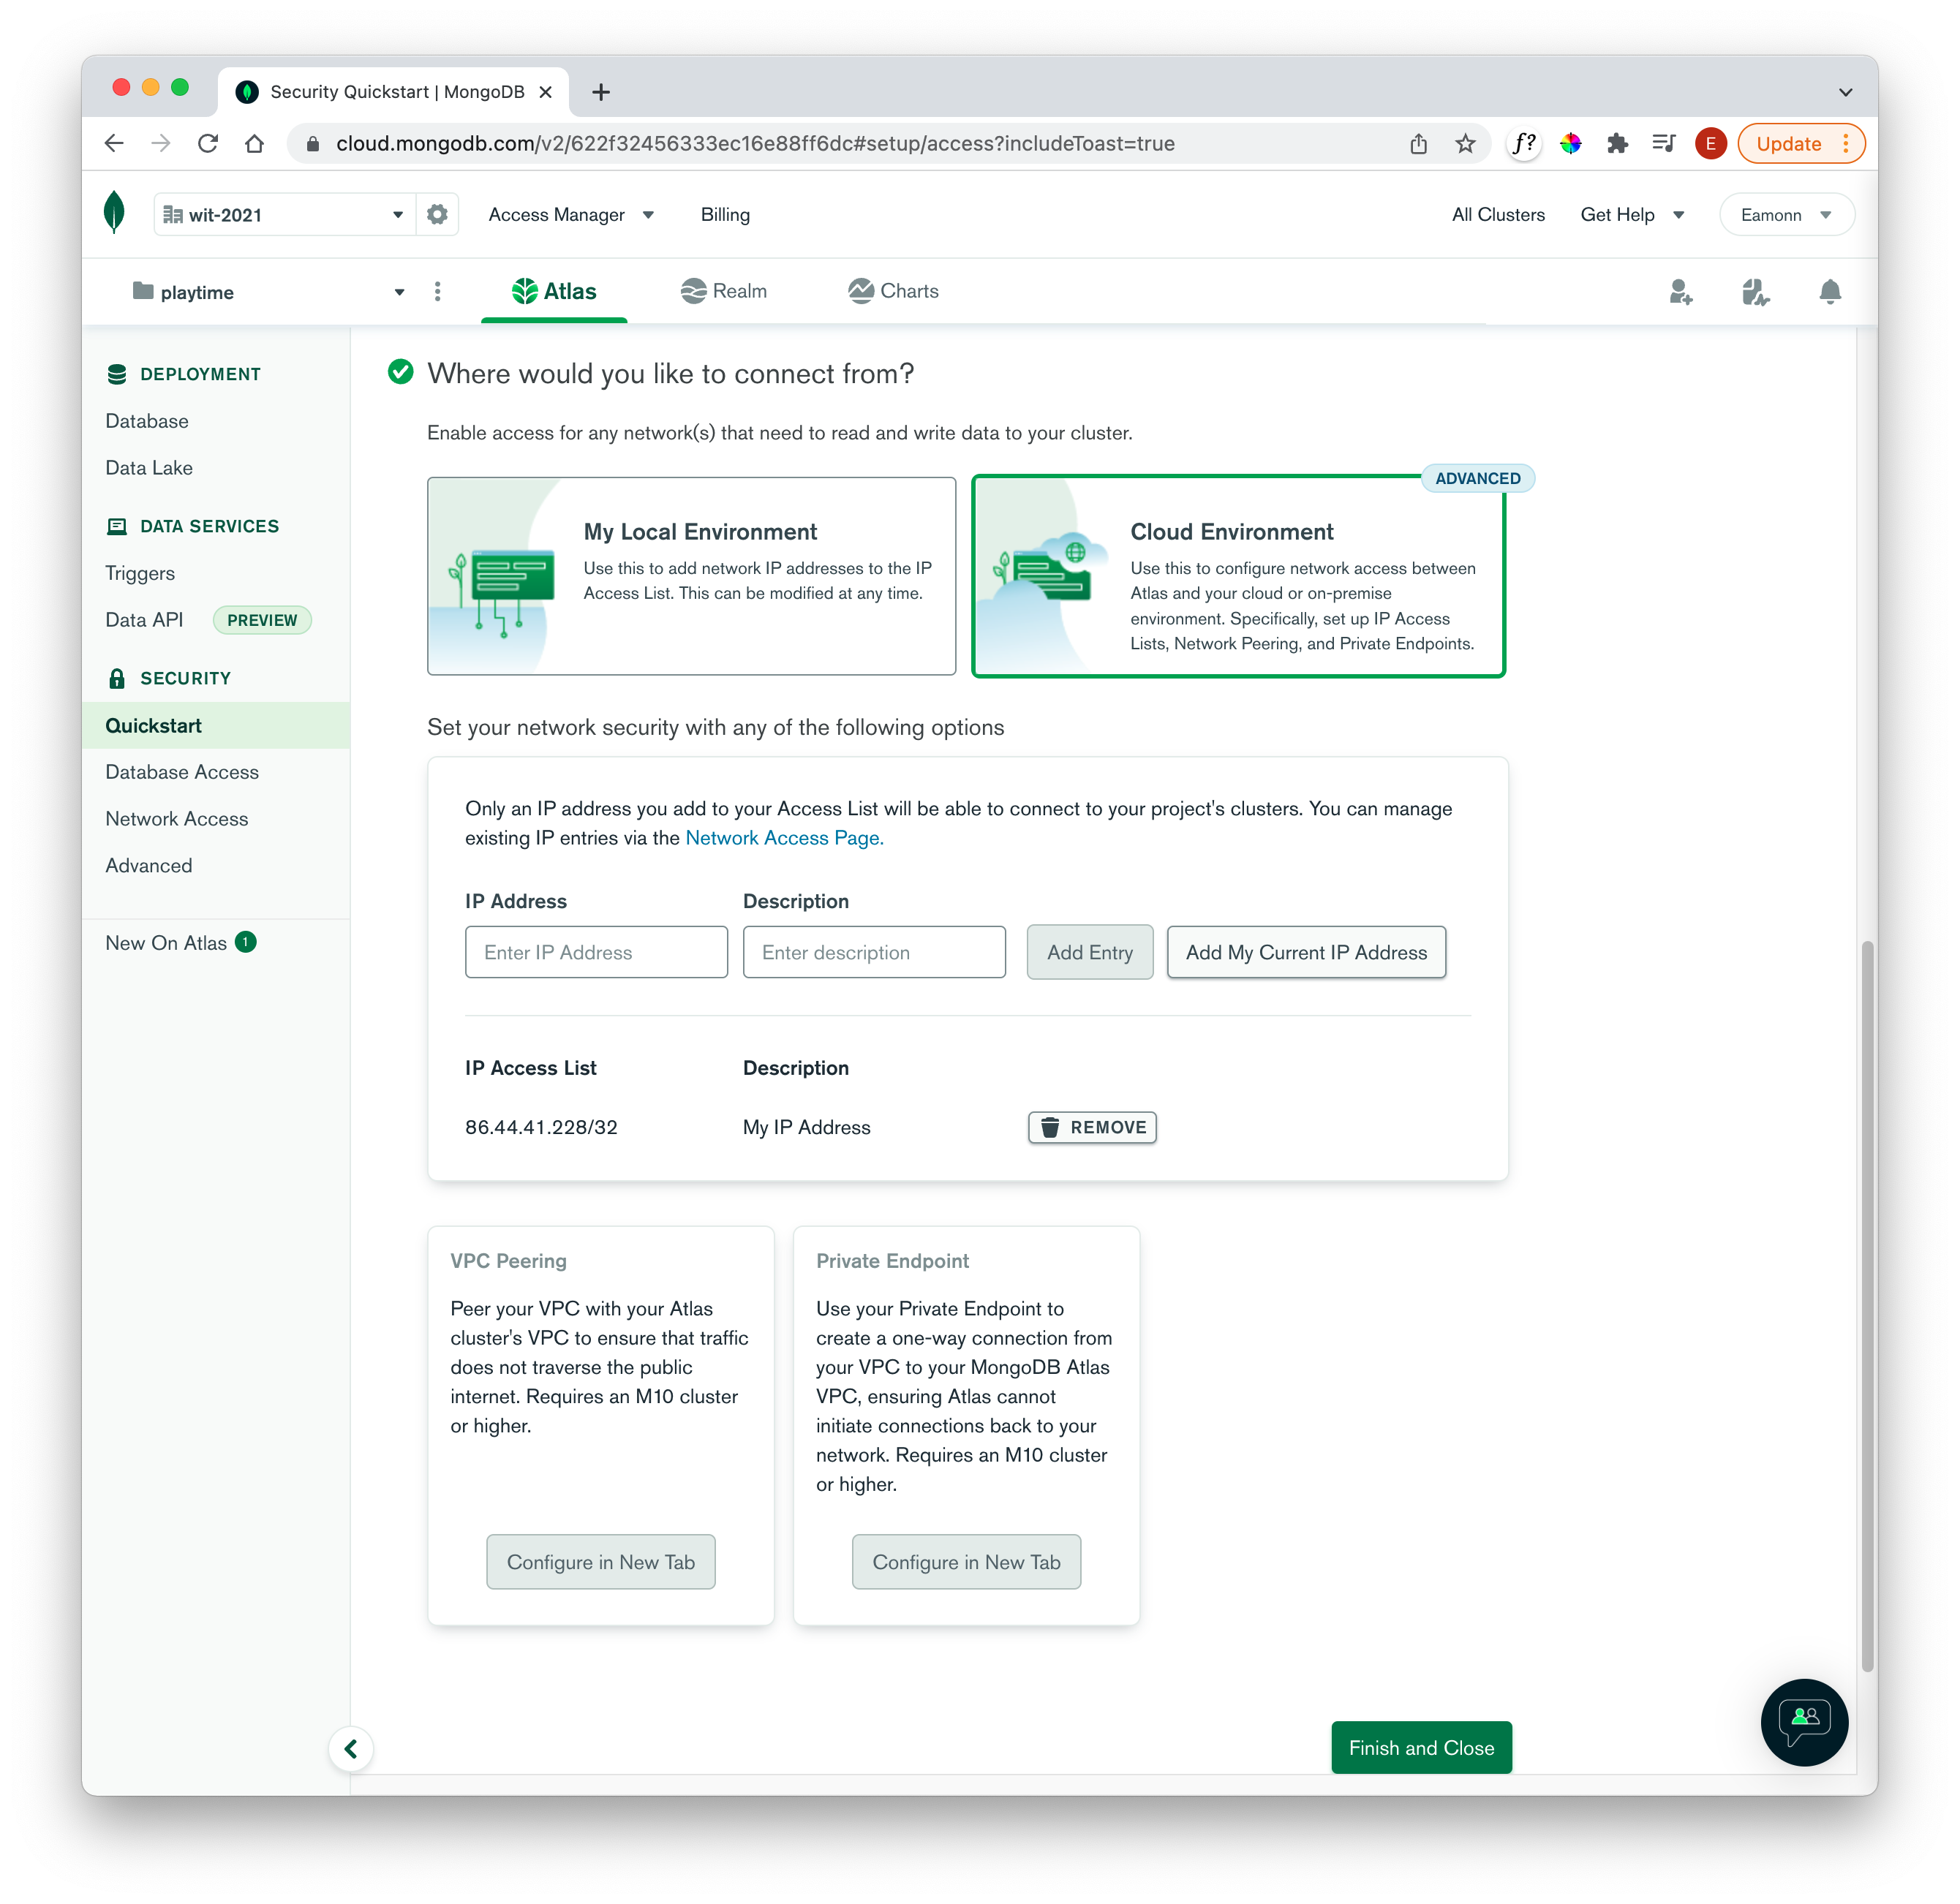 Security Quickstart | MongoDB
cloud.mongodb.com/v2/622f32456333ec16e88ff6dc#setup/access?includeToast=true
f?
E
Update
wit-2021
Access Manager
Billing
All Clusters
Get Help
Eamonn
playtime
Atlas
Realm
Charts
DEPLOYMENT
Database
Data Lake
DATA SERVICES
Triggers
Data API PREVIEW
SECURITY
Quickstart
Database Access
Network Access
Advanced
New On Atlas 1
Where would you like to connect from?
Enable access for any network(s) that need to read and write data to your cluster.
My Local Environment
Use this to add network IP addresses to the IP
Access List. This can be modified at any time.
ADVANCED
Cloud Environment
Use this to configure network access between
Atlas and your cloud or on-premise
environment. Specifically, set up IP Access
Lists, Network Peering, and Private Endpoints.
Set your network security with any of the following options
Only an IP address you add to your Access List will be able to connect to your project's clusters. You can manage
existing IP entries via the Network Access Page.
IP Address
Description
Enter IP Address
Enter description
Add Entry
Add My Current IP Address
IP Access List
Description
86.44.41.228/32
My IP Address
REMOVE
VPC Peering
Peer your VPC with your Atlas
cluster's VPC to ensure that traffic
does not traverse the public
internet. Requires an M10 cluster
or higher.
Configure in New Tab
Private Endpoint
Use your Private Endpoint to
create a one-way connection from
your VPC to your MongoDB Atlas
VPC, ensuring Atlas cannot
initiate connections back to your
network. Requires an M10 cluster
or higher.
Configure in New Tab
Finish and Close